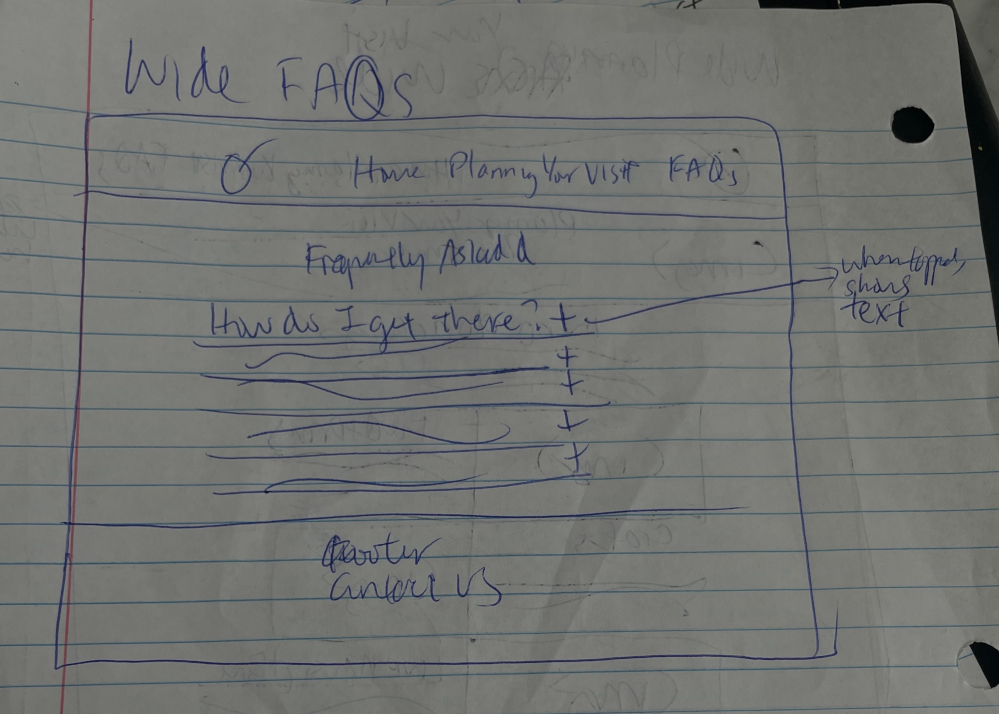 Wide FAQs
Home Planning Your Visit FAQs
Frequently Asked
How do I get there? +
when tapped,
shows
text
+
+
+
+
Footer
Contact US